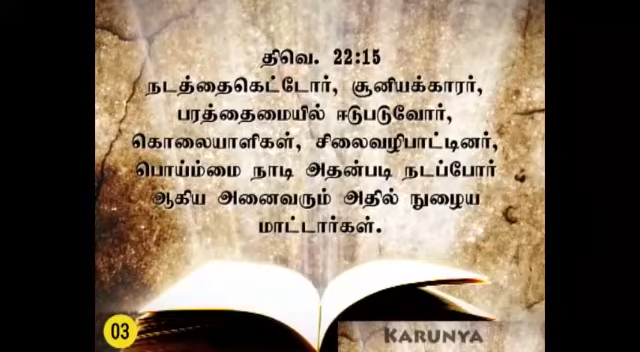 திவெ. 22:15
நடத்தைகெட்டோர், சூனியக்காரர்,
பரத்தைமையில் ஈடுபடுவோர்,
கொலையாளிகள், சிலைவழிபாட்டினர்,
பொய்ம்மை நாடி அதன்படி நடப்போர்
ஆகிய அனைவரும் அதில் நுழைய
மாட்டார்கள்.
03
KARUNYA